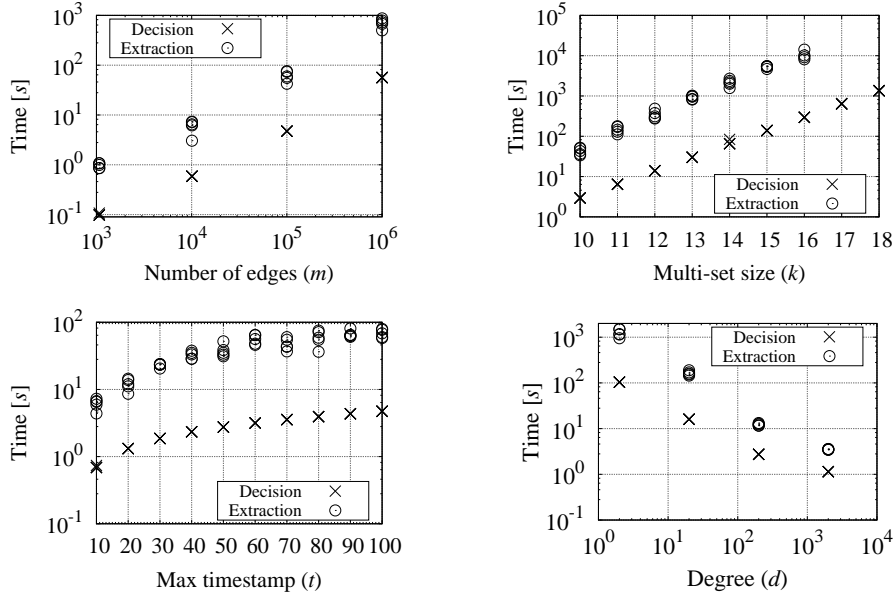 10^3
10^2
10^1
10^0
10^-1
Time [s]
Decision
Extraction
10^3 10^4 10^5 10^6
Number of edges (m)
10^4
10^3
10^2
10^1
10^0
Time [s]
Decision
Extraction
10 11 12 13 14 15 16 17 18
Multi-set size (k)
10^2
10^1
10^0
10^-1
Time [s]
Decision
Extraction
10 20 30 40 50 60 70 80 90 100
Max timestamp (t)
10^3
10^2
10^1
10^0
10^-1
Time [s]
Decision
Extraction
10^0 10^1 10^2 10^3 10^4
Degree (d)